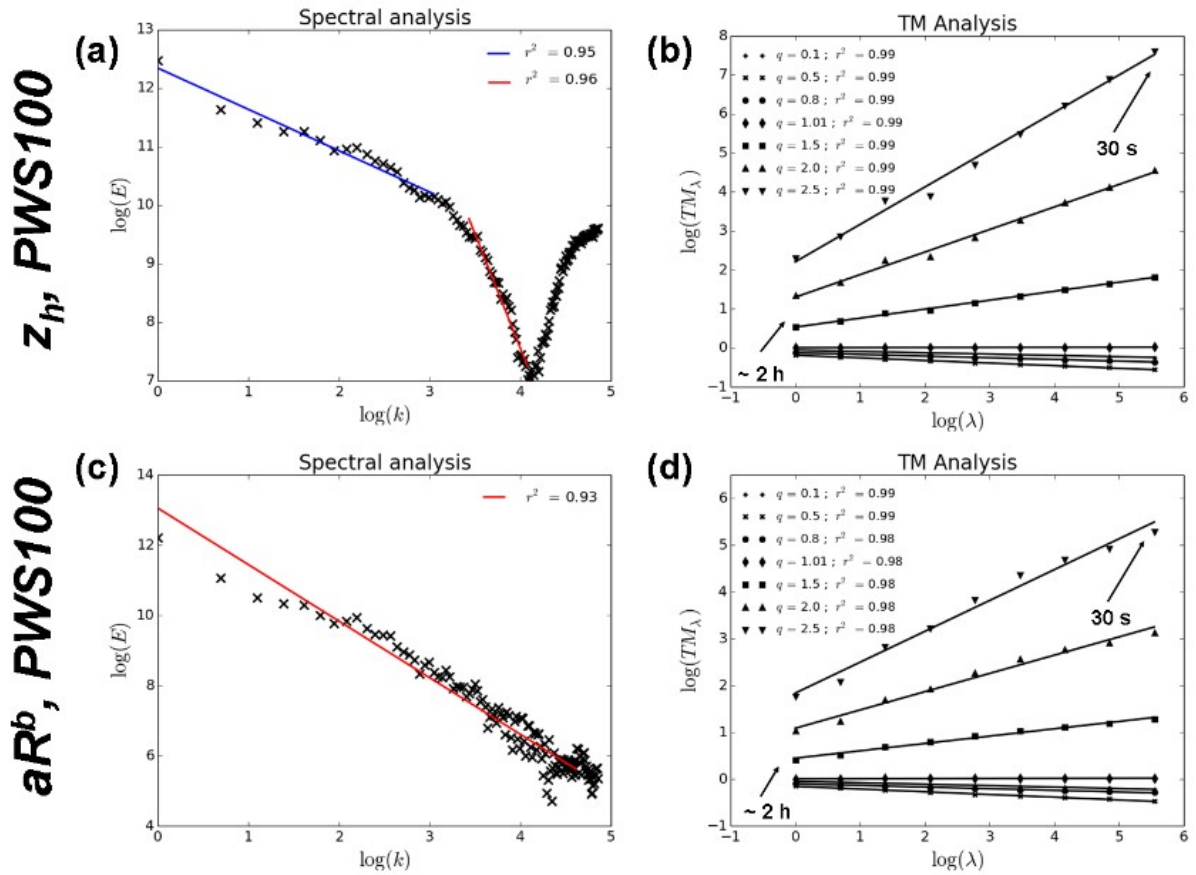 z_h, PWS100
(a)
Spectral analysis
r² = 0.95
r² = 0.96
13
12
11
10
9
8
7
log(E)
0 1 2 3 4 5
log(k)
(b)
TM Analysis
q = 0.1 ; r² = 0.99
q = 0.5 ; r² = 0.99
q = 0.8 ; r² = 0.99
q = 1.01 ; r² = 0.99
q = 1.5 ; r² = 0.99
q = 2.0 ; r² = 0.99
q = 2.5 ; r² = 0.99
30 s
~ 2 h
8
7
6
5
4
3
2
1
0
−1
log(TM_λ)
−1 0 1 2 3 4 5 6
log(λ)
aR^b, PWS100
(c)
Spectral analysis
r² = 0.93
14
12
10
8
6
4
log(E)
0 1 2 3 4 5
log(k)
(d)
TM Analysis
q = 0.1 ; r² = 0.99
q = 0.5 ; r² = 0.99
q = 0.8 ; r² = 0.98
q = 1.01 ; r² = 0.98
q = 1.5 ; r² = 0.98
q = 2.0 ; r² = 0.98
q = 2.5 ; r² = 0.98
30 s
~ 2 h
6
5
4
3
2
1
0
−1
log(TM_λ)
−1 0 1 2 3 4 5 6
log(λ)